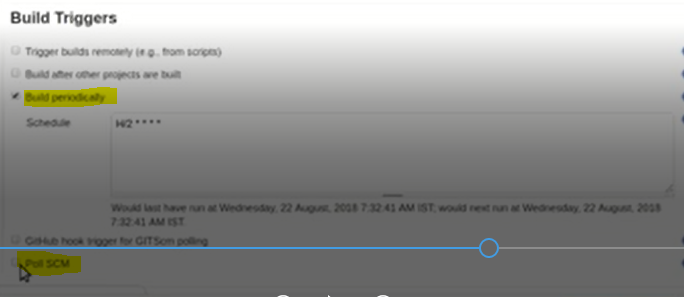 Build Triggers
Trigger builds remotely (e.g., from scripts)
Build after other projects are built
Build periodically
Schedule
H/2 * * * *
Would last have run at Wednesday, 22 August, 2018 7:32:41 AM IST; would next run at Wednesday, 22 August, 2018
7:32:41 AM IST.
GitHub hook trigger for GITScm polling
Poll SCM